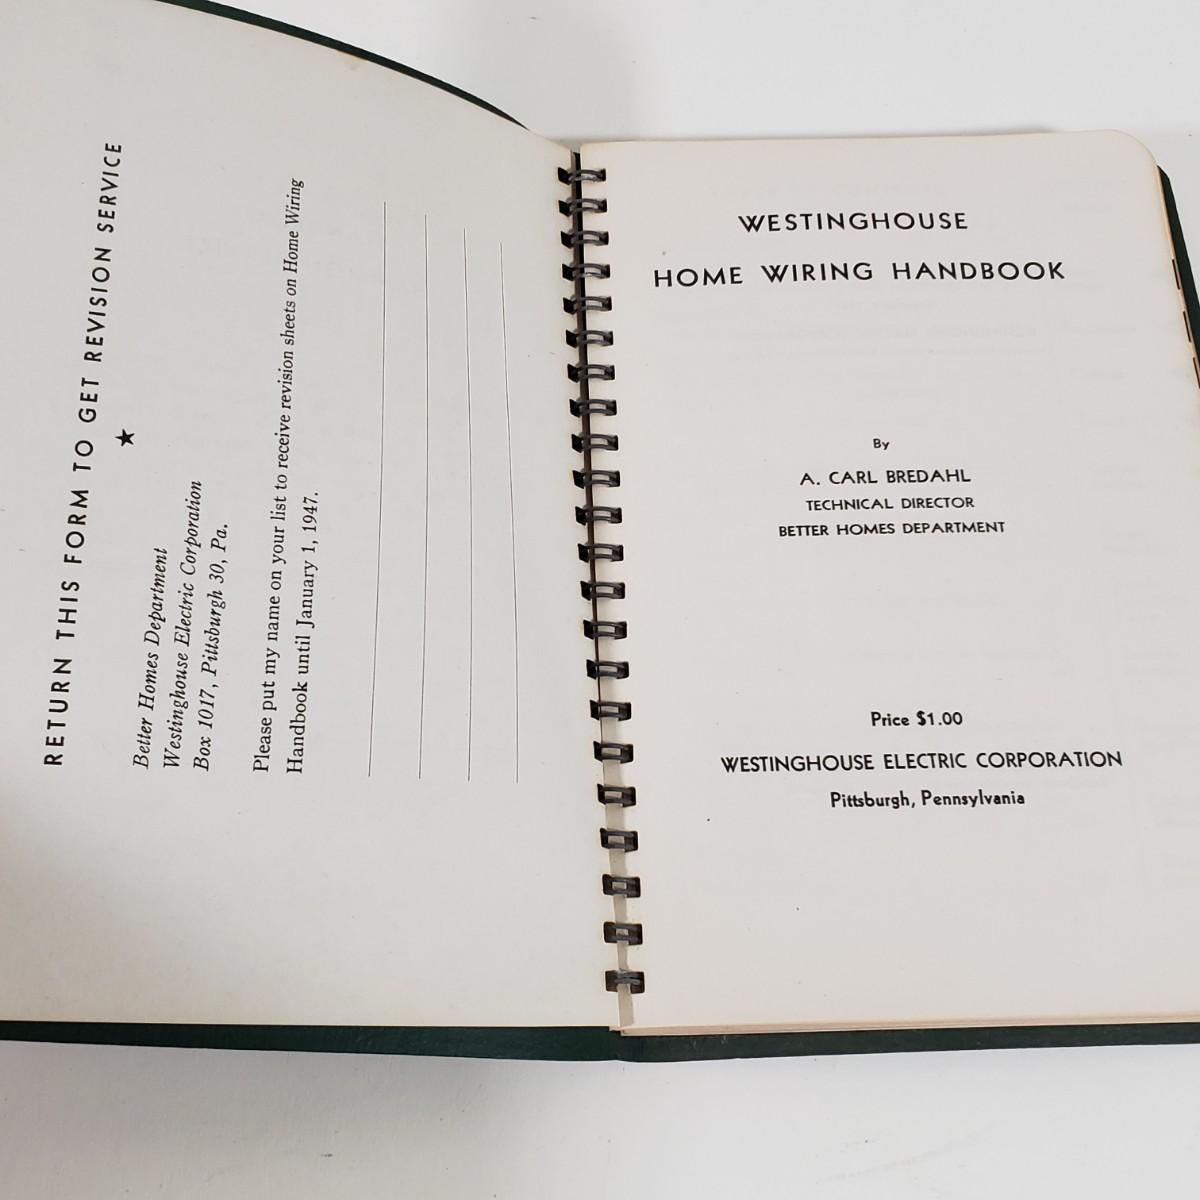 RETURN THIS FORM TO GET REVISION SERVICE
★
Better Homes Department
Westinghouse Electric Corporation
Box 1017, Pittsburgh 30, Pa.
Please put my name on your list to receive revision sheets on Home Wiring
Handbook until January 1, 1947.
WESTINGHOUSE
HOME WIRING HANDBOOK
By
A. CARL BREDAHL
TECHNICAL DIRECTOR
BETTER HOMES DEPARTMENT
Price $1.00
WESTINGHOUSE ELECTRIC CORPORATION
Pittsburgh, Pennsylvania